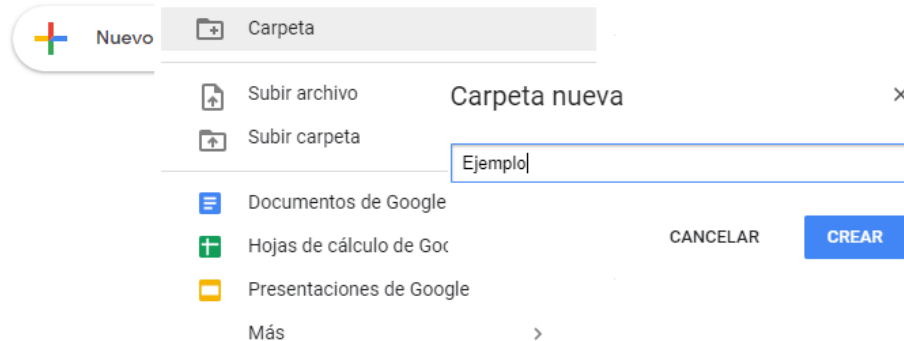 Nuevo
Carpeta
Subir archivo
Subir carpeta
Documentos de Google
Hojas de cálculo de Goo
Presentaciones de Google
Más
Carpeta nueva
Ejemplo
CANCELAR
CREAR